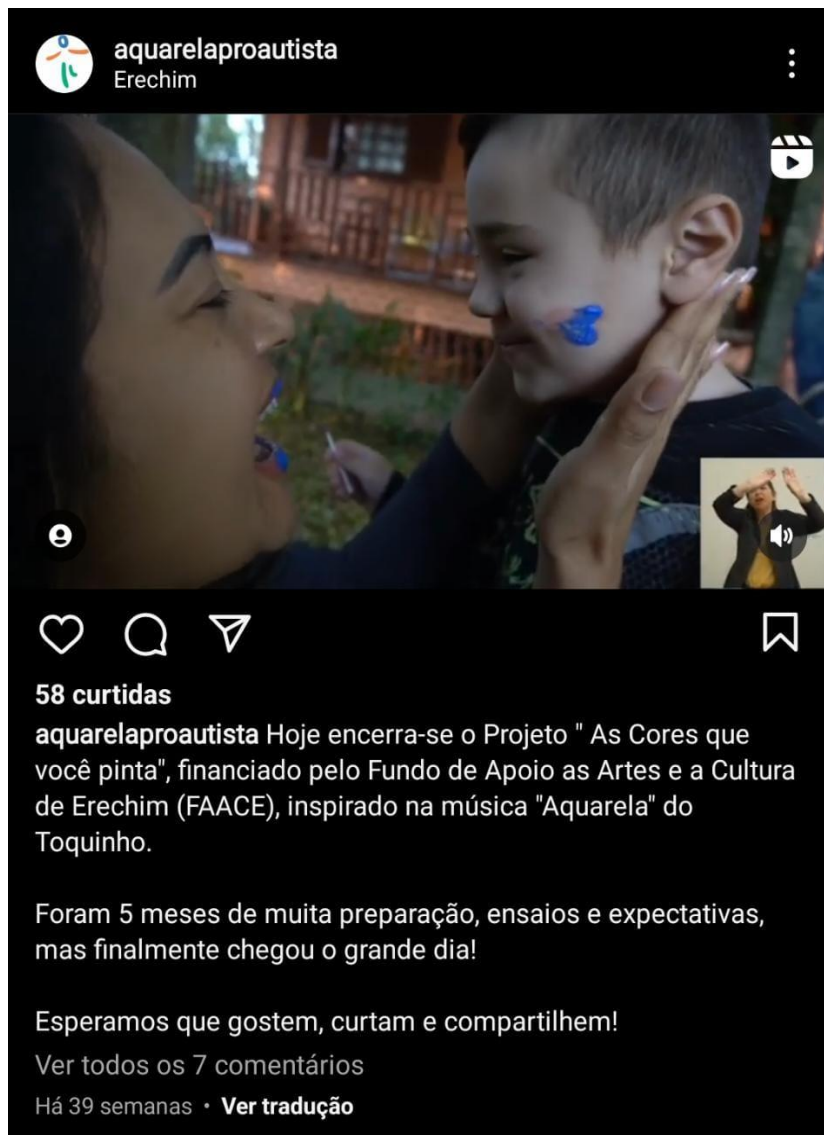 aquarelaproautista
Erechim
58 curtidas
aquarelaproautista Hoje encerra-se o Projeto " As Cores que
você pinta", financiado pelo Fundo de Apoio as Artes e a Cultura
de Erechim (FAACE), inspirado na música "Aquarela" do
Toquinho.
Foram 5 meses de muita preparação, ensaios e expectativas,
mas finalmente chegou o grande dia!
Esperamos que gostem, curtam e compartilhem!
Ver todos os 7 comentários
Há 39 semanas • Ver tradução